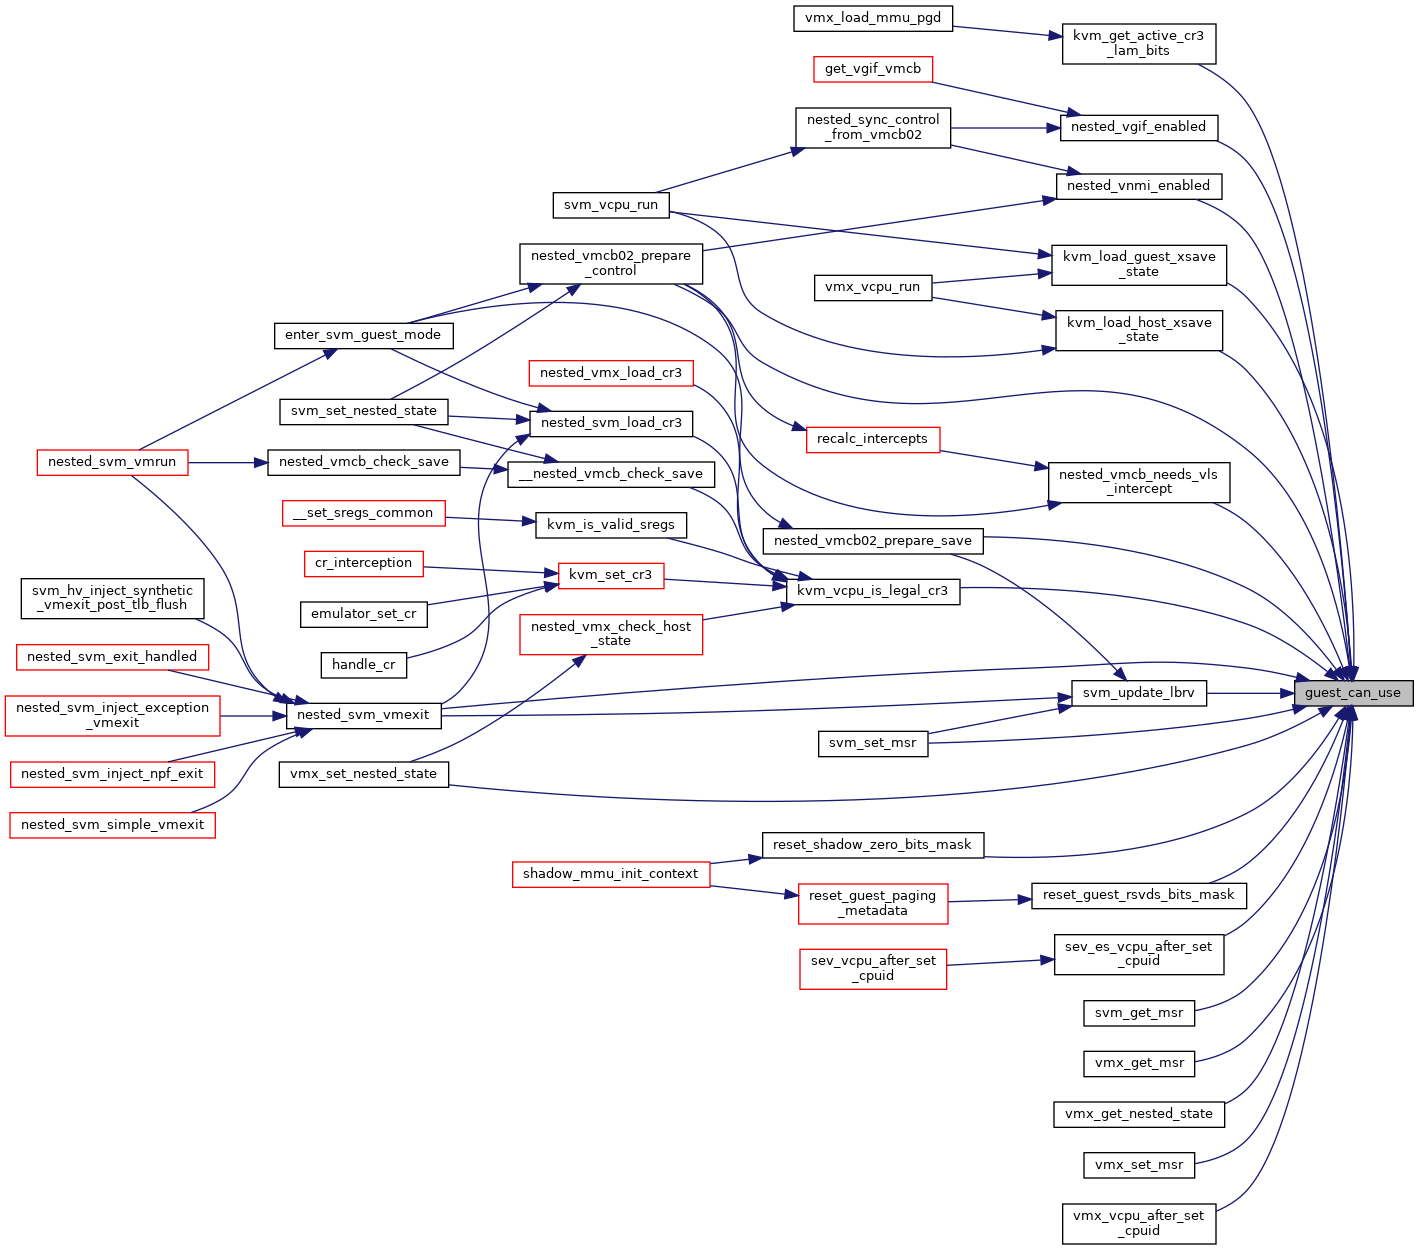 vmx_load_mmu_pgd
kvm_get_active_cr3
_lam_bits
get_vgif_vmcb
nested_sync_control
_from_vmcb02
nested_vgif_enabled
nested_vnmi_enabled
svm_vcpu_run
nested_vmcb02_prepare
_control
kvm_load_guest_xsave
_state
vmx_vcpu_run
kvm_load_host_xsave
_state
enter_svm_guest_mode
nested_vmx_load_cr3
svm_set_nested_state
nested_svm_load_cr3
recalc_intercepts
nested_svm_vmrun
nested_vmcb_check_save
__nested_vmcb_check_save
nested_vmcb_needs_vls
_intercept
__set_sregs_common
kvm_is_valid_sregs
nested_vmcb02_prepare_save
cr_interception
kvm_set_cr3
kvm_vcpu_is_legal_cr3
svm_hv_inject_synthetic
_vmexit_post_tlb_flush
emulator_set_cr
nested_vmx_check_host
_state
nested_svm_exit_handled
handle_cr
svm_update_lbrv
guest_can_use
nested_svm_inject_exception
_vmexit
nested_svm_vmexit
svm_set_msr
nested_svm_inject_npf_exit
vmx_set_nested_state
nested_svm_simple_vmexit
reset_shadow_zero_bits_mask
shadow_mmu_init_context
reset_guest_paging
_metadata
reset_guest_rsvds_bits_mask
sev_vcpu_after_set
_cpuid
sev_es_vcpu_after_set
_cpuid
svm_get_msr
vmx_get_msr
vmx_get_nested_state
vmx_set_msr
vmx_vcpu_after_set
_cpuid